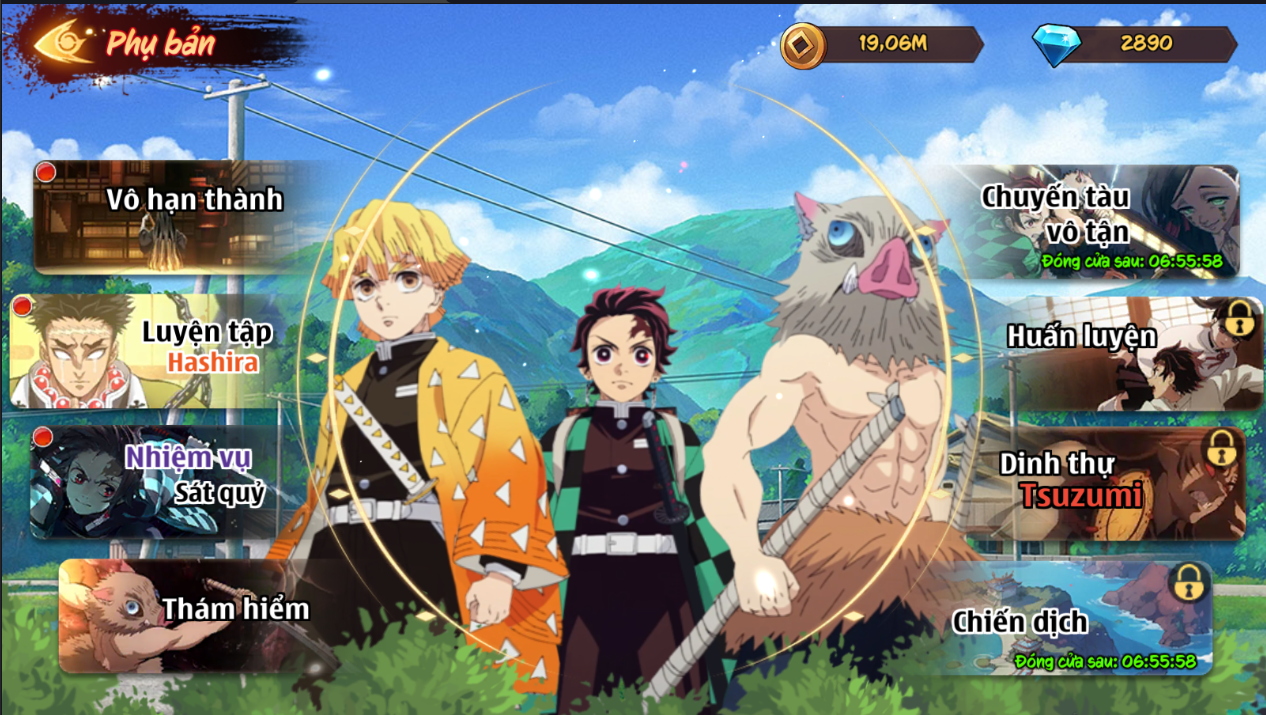 Phụ bản
19,06M
2890
Vô hạn thành
Luyện tập
Hashira
Nhiệm vụ
Sát quỷ
Thám hiểm
Chuyến tàu
vô tận
Đóng cửa sau: 06:55:58
Huấn luyện
Dinh thự
Tsuzumi
Chiến dịch
Đóng cửa sau: 06:55:58